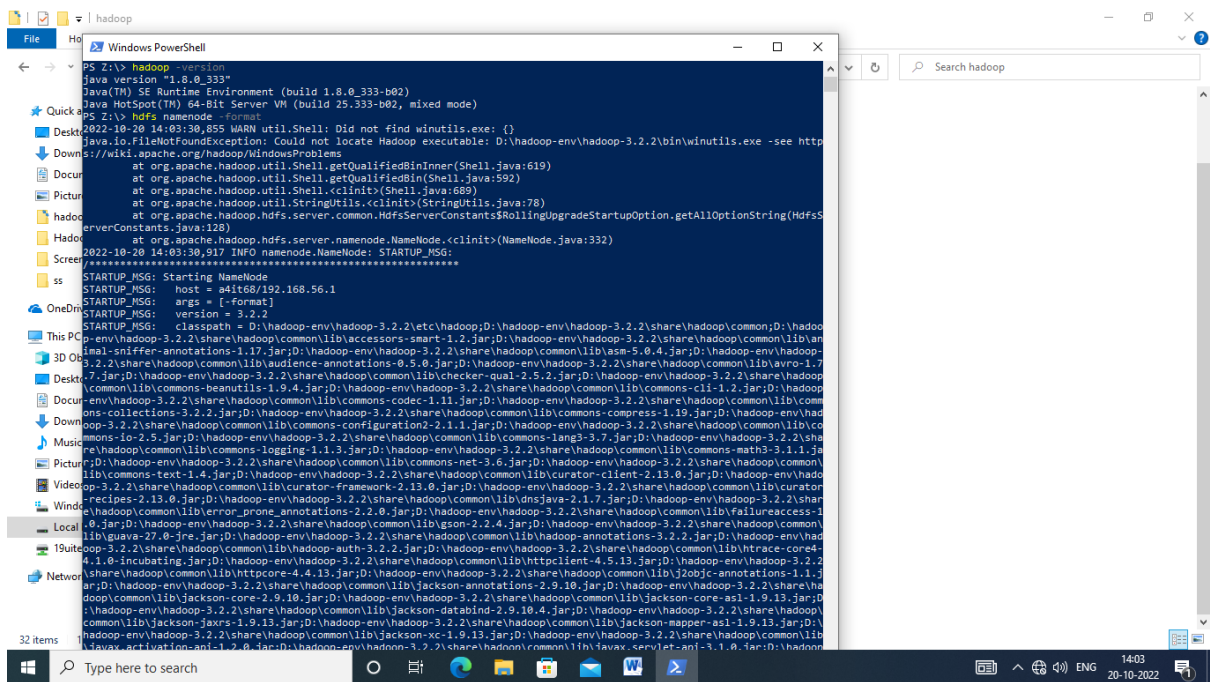 hadoop
File
Ho
Windows PowerShell
Search hadoop
PS Z:\> hadoop -version
java version "1.8.0_333"
Java(TM) SE Runtime Environment (build 1.8.0_333-b02)
Java HotSpot(TM) 64-Bit Server VM (build 25.333-b02, mixed mode)
PS Z:\> hdfs namenode -format
2022-10-20 14:03:30,855 WARN util.Shell: Did not find winutils.exe: {}
java.io.FileNotFoundException: Could not locate Hadoop executable: D:\hadoop-env\hadoop-3.2.2\bin\winutils.exe -see http
s://wiki.apache.org/hadoop/WindowsProblems
at org.apache.hadoop.util.Shell.getQualifiedBinInner(Shell.java:619)
at org.apache.hadoop.util.Shell.getQualifiedBin(Shell.java:592)
at org.apache.hadoop.util.Shell.<clinit>(Shell.java:689)
at org.apache.hadoop.util.StringUtils.<clinit>(StringUtils.java:78)
at org.apache.hadoop.hdfs.server.common.HdfsServerConstants$RollingUpgradeStartupOption.getAllOptionString(HdfsS
erverConstants.java:128)
at org.apache.hadoop.hdfs.server.namenode.NameNode.<clinit>(NameNode.java:332)
2022-10-20 14:03:30,917 INFO namenode.NameNode: STARTUP_MSG:
/************************************************************
STARTUP_MSG: Starting NameNode
STARTUP_MSG:   host = a4it68/192.168.56.1
STARTUP_MSG:   args = [-format]
STARTUP_MSG:   version = 3.2.2
STARTUP_MSG:   classpath = D:\hadoop-env\hadoop-3.2.2\etc\hadoop;D:\hadoop-env\hadoop-3.2.2\share\hadoop\common;D:\hadoo
p-env\hadoop-3.2.2\share\hadoop\common\lib\accessors-smart-1.2.jar;D:\hadoop-env\hadoop-3.2.2\share\hadoop\common\lib\an
imal-sniffer-annotations-1.17.jar;D:\hadoop-env\hadoop-3.2.2\share\hadoop\common\lib\asm-5.0.4.jar;D:\hadoop-env\hadoop-
3.2.2\share\hadoop\common\lib\audience-annotations-0.5.0.jar;D:\hadoop-env\hadoop-3.2.2\share\hadoop\common\lib\avro-1.7
.7.jar;D:\hadoop-env\hadoop-3.2.2\share\hadoop\common\lib\checker-qual-2.5.2.jar;D:\hadoop-env\hadoop-3.2.2\share\hadoop
\common\lib\commons-beanutils-1.9.4.jar;D:\hadoop-env\hadoop-3.2.2\share\hadoop\common\lib\commons-cli-1.2.jar;D:\hadoop
-env\hadoop-3.2.2\share\hadoop\common\lib\commons-codec-1.11.jar;D:\hadoop-env\hadoop-3.2.2\share\hadoop\common\lib\comm
ons-collections-3.2.2.jar;D:\hadoop-env\hadoop-3.2.2\share\hadoop\common\lib\commons-compress-1.19.jar;D:\hadoop-env\had
oop-3.2.2\share\hadoop\common\lib\commons-configuration2-2.1.1.jar;D:\hadoop-env\hadoop-3.2.2\share\hadoop\common\lib\co
mmons-io-2.5.jar;D:\hadoop-env\hadoop-3.2.2\share\hadoop\common\lib\commons-lang3-3.7.jar;D:\hadoop-env\hadoop-3.2.2\sha
re\hadoop\common\lib\commons-logging-1.1.3.jar;D:\hadoop-env\hadoop-3.2.2\share\hadoop\common\lib\commons-math3-3.1.1.ja
r;D:\hadoop-env\hadoop-3.2.2\share\hadoop\common\lib\commons-net-3.6.jar;D:\hadoop-env\hadoop-3.2.2\share\hadoop\common\
lib\commons-text-1.4.jar;D:\hadoop-env\hadoop-3.2.2\share\hadoop\common\lib\curator-client-2.13.0.jar;D:\hadoop-env\hado
op-3.2.2\share\hadoop\common\lib\curator-framework-2.13.0.jar;D:\hadoop-env\hadoop-3.2.2\share\hadoop\common\lib\curator
-recipes-2.13.0.jar;D:\hadoop-env\hadoop-3.2.2\share\hadoop\common\lib\dnsjava-2.1.7.jar;D:\hadoop-env\hadoop-3.2.2\shar
e\hadoop\common\lib\error_prone_annotations-2.2.0.jar;D:\hadoop-env\hadoop-3.2.2\share\hadoop\common\lib\failureaccess-1
.0.jar;D:\hadoop-env\hadoop-3.2.2\share\hadoop\common\lib\gson-2.2.4.jar;D:\hadoop-env\hadoop-3.2.2\share\hadoop\common\
lib\guava-27.0-jre.jar;D:\hadoop-env\hadoop-3.2.2\share\hadoop\common\lib\hadoop-annotations-3.2.2.jar;D:\hadoop-env\had
oop-3.2.2\share\hadoop\common\lib\hadoop-auth-3.2.2.jar;D:\hadoop-env\hadoop-3.2.2\share\hadoop\common\lib\htrace-core4-
4.1.0-incubating.jar;D:\hadoop-env\hadoop-3.2.2\share\hadoop\common\lib\httpclient-4.5.13.jar;D:\hadoop-env\hadoop-3.2.2
\share\hadoop\common\lib\httpcore-4.4.13.jar;D:\hadoop-env\hadoop-3.2.2\share\hadoop\common\lib\j2objc-annotations-1.1.j
ar;D:\hadoop-env\hadoop-3.2.2\share\hadoop\common\lib\jackson-annotations-2.9.10.jar;D:\hadoop-env\hadoop-3.2.2\share\ha
doop\common\lib\jackson-core-2.9.10.jar;D:\hadoop-env\hadoop-3.2.2\share\hadoop\common\lib\jackson-core-asl-1.9.13.jar;D
:\hadoop-env\hadoop-3.2.2\share\hadoop\common\lib\jackson-databind-2.9.10.4.jar;D:\hadoop-env\hadoop-3.2.2\share\hadoop\
common\lib\jackson-jaxrs-1.9.13.jar;D:\hadoop-env\hadoop-3.2.2\share\hadoop\common\lib\jackson-mapper-asl-1.9.13.jar;D:\
hadoop-env\hadoop-3.2.2\share\hadoop\common\lib\jackson-xc-1.9.13.jar;D:\hadoop-env\hadoop-3.2.2\share\hadoop\common\lib
\javax.activation-api-1.2.0.jar;D:\hadoop-env\hadoop-3.2.2\share\hadoop\common\lib\javax.servlet-api-3.1.0.jar;D:\hadoop
Quick a
Deskto
Down
Docur
Pictur
hadoo
Hadoo
Screen
ss
OneDriv
This PC
3D Ob
Deskto
Docur
Down
Music
Pictur
Videos
Windo
Local
19uite
Networ
32 items
1
Type here to search
ENG
14:03
20-10-2022
1